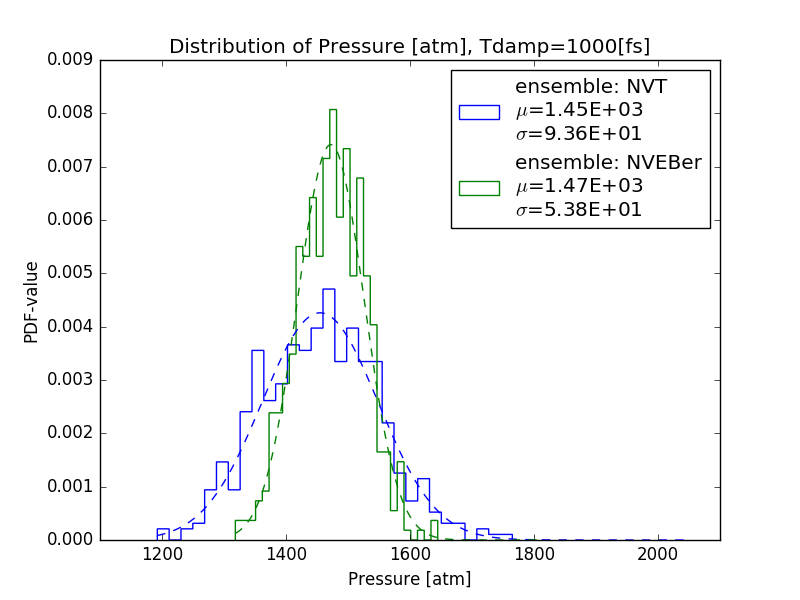 Distribution of Pressure [atm], Tdamp=1000[fs]
0.009
0.008
0.007
0.006
0.005
0.004
0.003
0.002
0.001
0.000
PDF-value
ensemble: NVT
μ=1.45E+03
σ=9.36E+01
ensemble: NVEBer
μ=1.47E+03
σ=5.38E+01
1200 1400 1600 1800 2000
Pressure [atm]